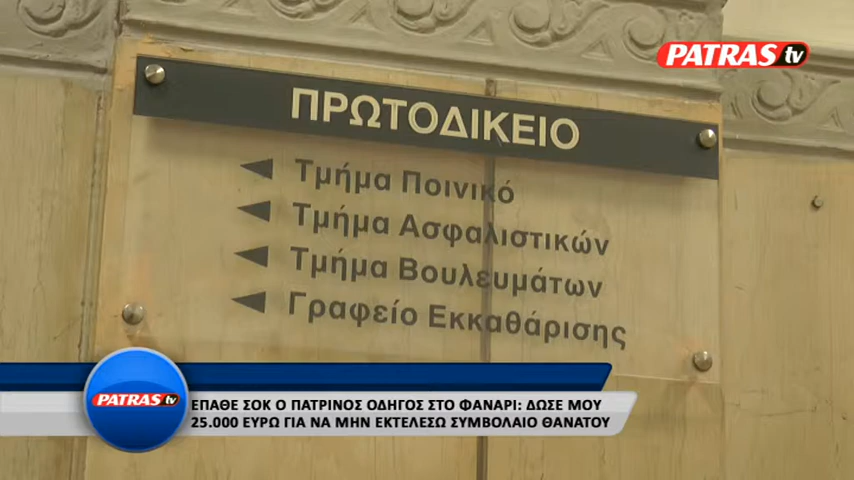 PATRAS tv
ΠΡΩΤΟΔΙΚΕΙΟ
Τμήμα Ποινικό
Τμήμα Ασφαλιστικών
Τμήμα Βουλευμάτων
Γραφείο Εκκαθάρισης
PATRAS tv
ΕΠΑΘΕ ΣΟΚ Ο ΠΑΤΡΙΝΟΣ ΟΔΗΓΟΣ ΣΤΟ ΦΑΝΑΡΙ: ΔΩΣΕ ΜΟΥ
25.000 ΕΥΡΩ ΓΙΑ ΝΑ ΜΗΝ ΕΚΤΕΛΕΣΩ ΣΥΜΒΟΛΑΙΟ ΘΑΝΑΤΟΥ